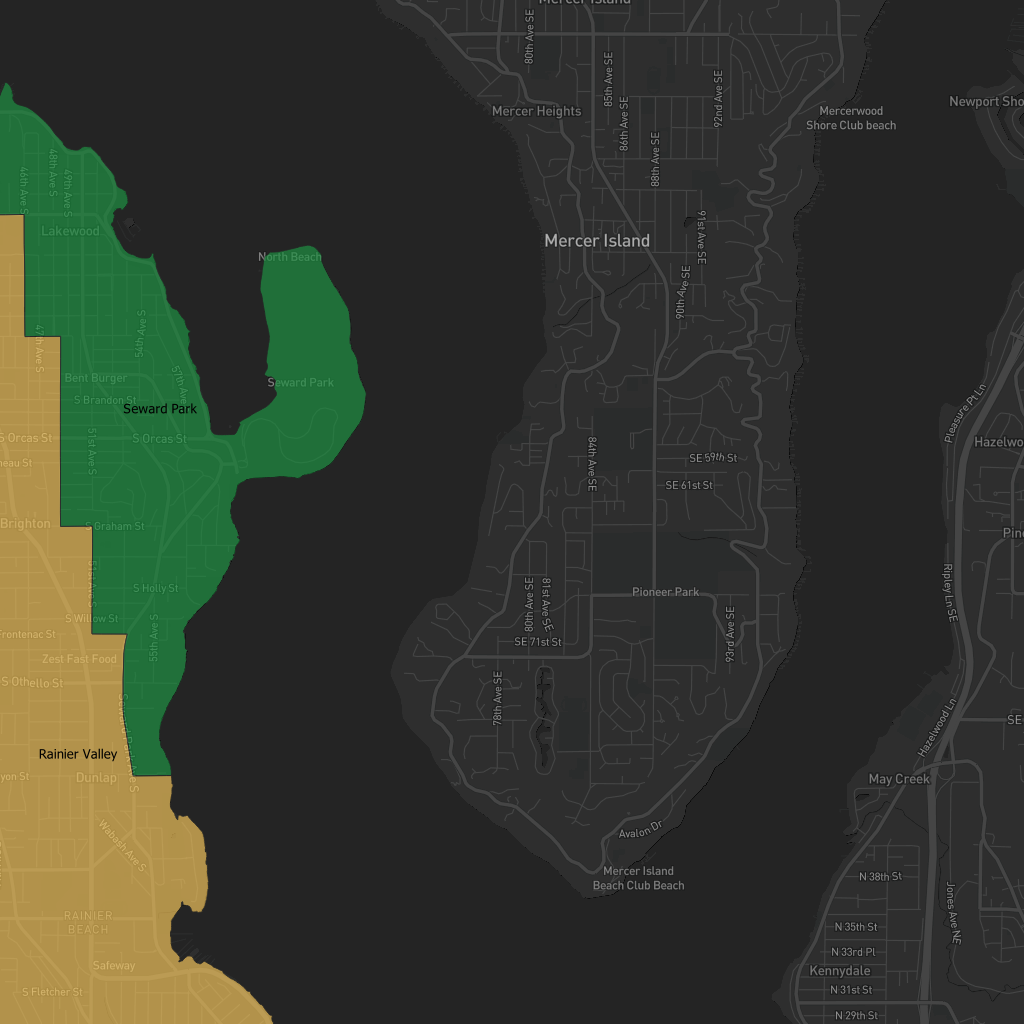 Mercer Island
80th Ave SE
85th Ave SE
92nd Ave SE
Newport Sho
Mercer Heights
86th Ave SE
Mercerwood
Shore Club beach
88th Ave SE
48th Ave S
49th Ave S
46th Ave S
Lakewood
91st Ave SE
Mercer Island
North Beach
90th Ave SE
54th Ave S
47th Ave S
57th Ave S
Bent Burger
Seward Park
S Brandon St
Seward Park
Pleasure Pt Ln
S Orcas St
S Orcas St
51st Ave S
84th Ave SE
Hazelwo
SE 59th St
neau St
SE 61st St
Brighton
S Graham St
Pine
51st Ave S
S Holly St
80th Ave SE
81st Ave SE
Pioneer Park
Ripley Ln SE
S Willow St
55th Ave S
93rd Ave SE
Frontenac St
SE 71st St
Zest Fast Food
S Othello St
78th Ave SE
Seward Park Ave S
Hazelwood Ln
SE
Rainier Valley
yon St
Dunlap
May Creek
Wabash Ave S
Avalon Dr
Mercer Island
Beach Club Beach
N 38th St
Jones Ave NE
RAINIER
BEACH
N 35th St
N 33rd Pl
Safeway
Kennydale
S Fletcher St
N 31st St
N 29th St